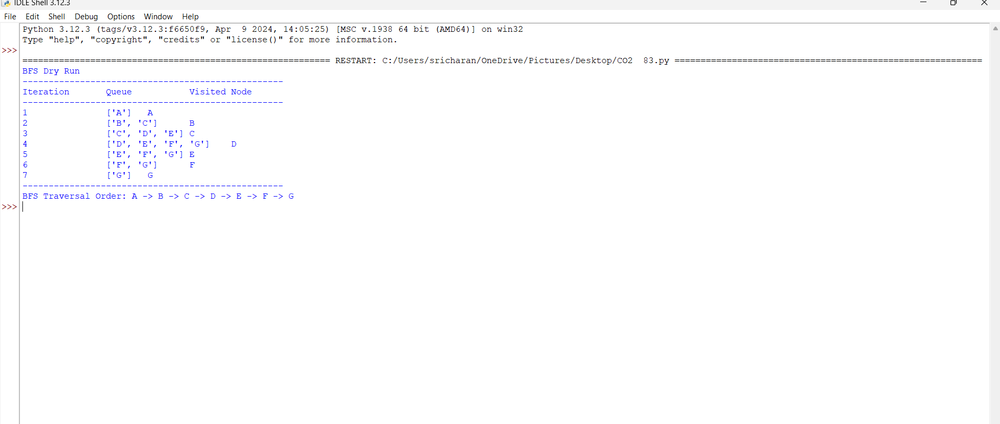 IDLE Shell 3.12.3
File Edit Shell Debug Options Window Help
Python 3.12.3 (tags/v3.12.3:f6650f9, Apr  9 2024, 14:05:25) [MSC v.1938 64 bit (AMD64)] on win32
Type "help", "copyright", "credits" or "license()" for more information.
>>>
=========================================================== RESTART: C:/Users/sricharan/OneDrive/Pictures/Desktop/CO2  83.py ===========================================================
BFS Dry Run
--------------------------------------------------
Iteration       Queue           Visited Node
--------------------------------------------------
1               ['A']   A
2               ['B', 'C']      B
3               ['C', 'D', 'E'] C
4               ['D', 'E', 'F', 'G']    D
5               ['E', 'F', 'G'] E
6               ['F', 'G']      F
7               ['G']   G
--------------------------------------------------
BFS Traversal Order: A -> B -> C -> D -> E -> F -> G
>>>